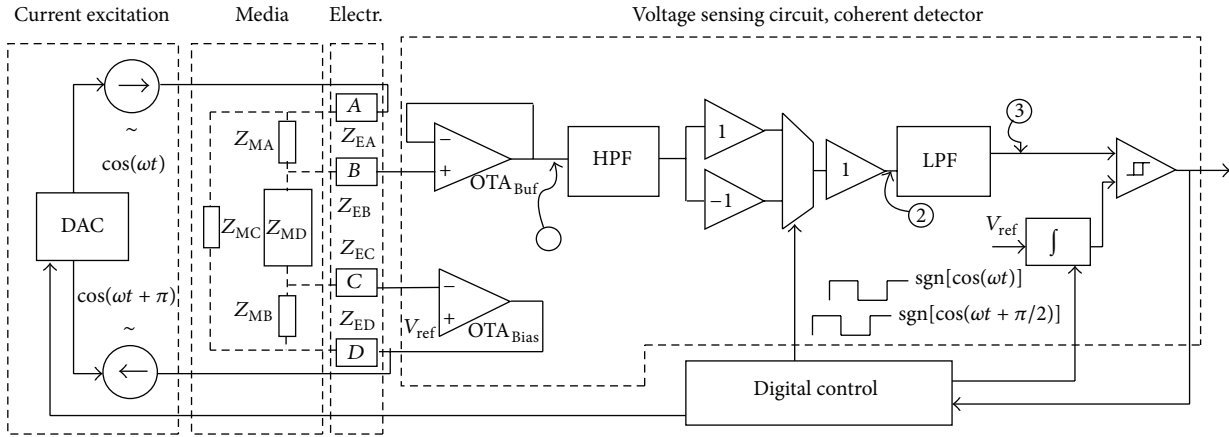 Current excitation
Media
Electr.
Voltage sensing circuit, coherent detector
~
cos(ωt)
DAC
cos(ωt + π)
~
Z_MA
Z_MC
Z_MD
Z_MB
A
Z_EA
B
Z_EB
Z_EC
C
Z_ED
D
−
+
OTA_Buf
−
+
V_ref
OTA_Bias
HPF
1
−1
1
2
LPF
3
V_ref
∫
sgn[cos(ωt)]
sgn[cos(ωt + π/2)]
Digital control